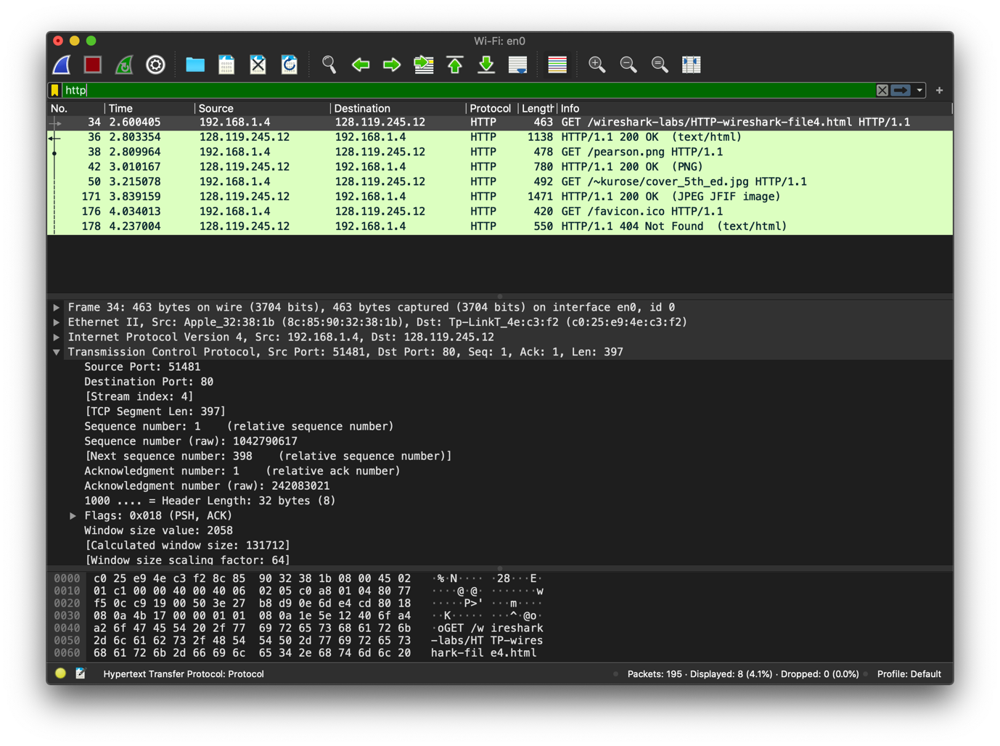 Wi-Fi: en0
http
No. Time Source Destination Protocol Length Info
34 2.600405 192.168.1.4 128.119.245.12 HTTP 463 GET /wireshark-labs/HTTP-wireshark-file4.html HTTP/1.1
36 2.803354 128.119.245.12 192.168.1.4 HTTP 1138 HTTP/1.1 200 OK (text/html)
38 2.809964 192.168.1.4 128.119.245.12 HTTP 478 GET /pearson.png HTTP/1.1
42 3.010167 128.119.245.12 192.168.1.4 HTTP 780 HTTP/1.1 200 OK (PNG)
50 3.215078 192.168.1.4 128.119.245.12 HTTP 492 GET /~kurose/cover_5th_ed.jpg HTTP/1.1
171 3.839159 128.119.245.12 192.168.1.4 HTTP 1471 HTTP/1.1 200 OK (JPEG JFIF image)
176 4.034013 192.168.1.4 128.119.245.12 HTTP 420 GET /favicon.ico HTTP/1.1
178 4.237004 128.119.245.12 192.168.1.4 HTTP 550 HTTP/1.1 404 Not Found (text/html)
Frame 34: 463 bytes on wire (3704 bits), 463 bytes captured (3704 bits) on interface en0, id 0
Ethernet II, Src: Apple_32:38:1b (8c:85:90:32:38:1b), Dst: Tp-LinkT_4e:c3:f2 (c0:25:e9:4e:c3:f2)
Internet Protocol Version 4, Src: 192.168.1.4, Dst: 128.119.245.12
Transmission Control Protocol, Src Port: 51481, Dst Port: 80, Seq: 1, Ack: 1, Len: 397
Source Port: 51481
Destination Port: 80
[Stream index: 4]
[TCP Segment Len: 397]
Sequence number: 1 (relative sequence number)
Sequence number (raw): 1042790617
[Next sequence number: 398 (relative sequence number)]
Acknowledgment number: 1 (relative ack number)
Acknowledgment number (raw): 242083021
1000 .... = Header Length: 32 bytes (8)
Flags: 0x018 (PSH, ACK)
Window size value: 2058
[Calculated window size: 131712]
[Window size scaling factor: 64]
0000 c0 25 e9 4e c3 f2 8c 85 90 32 38 1b 08 00 45 02 ·%·N···· ·28···E·
0010 01 c1 00 00 40 00 40 06 02 05 c0 a8 01 04 80 77 ····@·@· ·······w
0020 f5 0c c9 19 00 50 3e 27 b8 d9 0e 6d e4 cd 80 18 ·····P>' ···m····
0030 08 0a 4b 17 00 00 01 01 08 0a 1e 5e 12 40 6f a4 ··K····· ···^·@o·
0040 a2 6f 47 45 54 20 2f 77 69 72 65 73 68 61 72 6b ·oGET /w ireshark
0050 2d 6c 61 62 73 2f 48 54 54 50 2d 77 69 72 65 73 -labs/HT TP-wires
0060 68 61 72 6b 2d 66 69 6c 65 34 2e 68 74 6d 6c 20 hark-fil e4.html
Hypertext Transfer Protocol: Protocol Packets: 195 · Displayed: 8 (4.1%) · Dropped: 0 (0.0%) Profile: Default